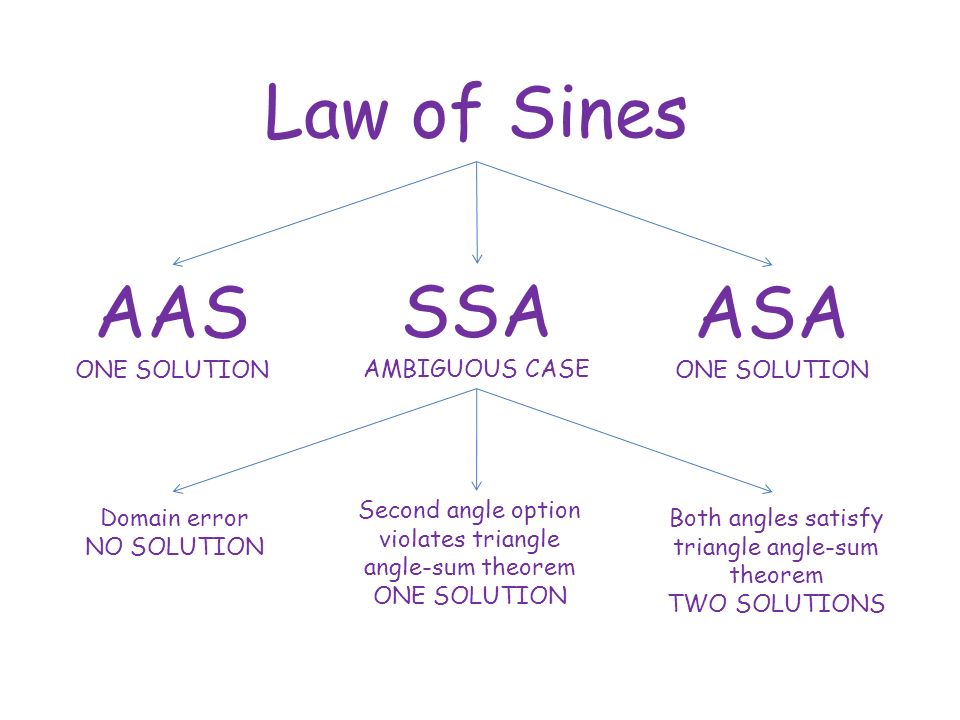 Law of Sines
AAS
ONE SOLUTION
SSA
AMBIGUOUS CASE
ASA
ONE SOLUTION
Domain error
NO SOLUTION
Second angle option
violates triangle
angle-sum theorem
ONE SOLUTION
Both angles satisfy
triangle angle-sum
theorem
TWO SOLUTIONS